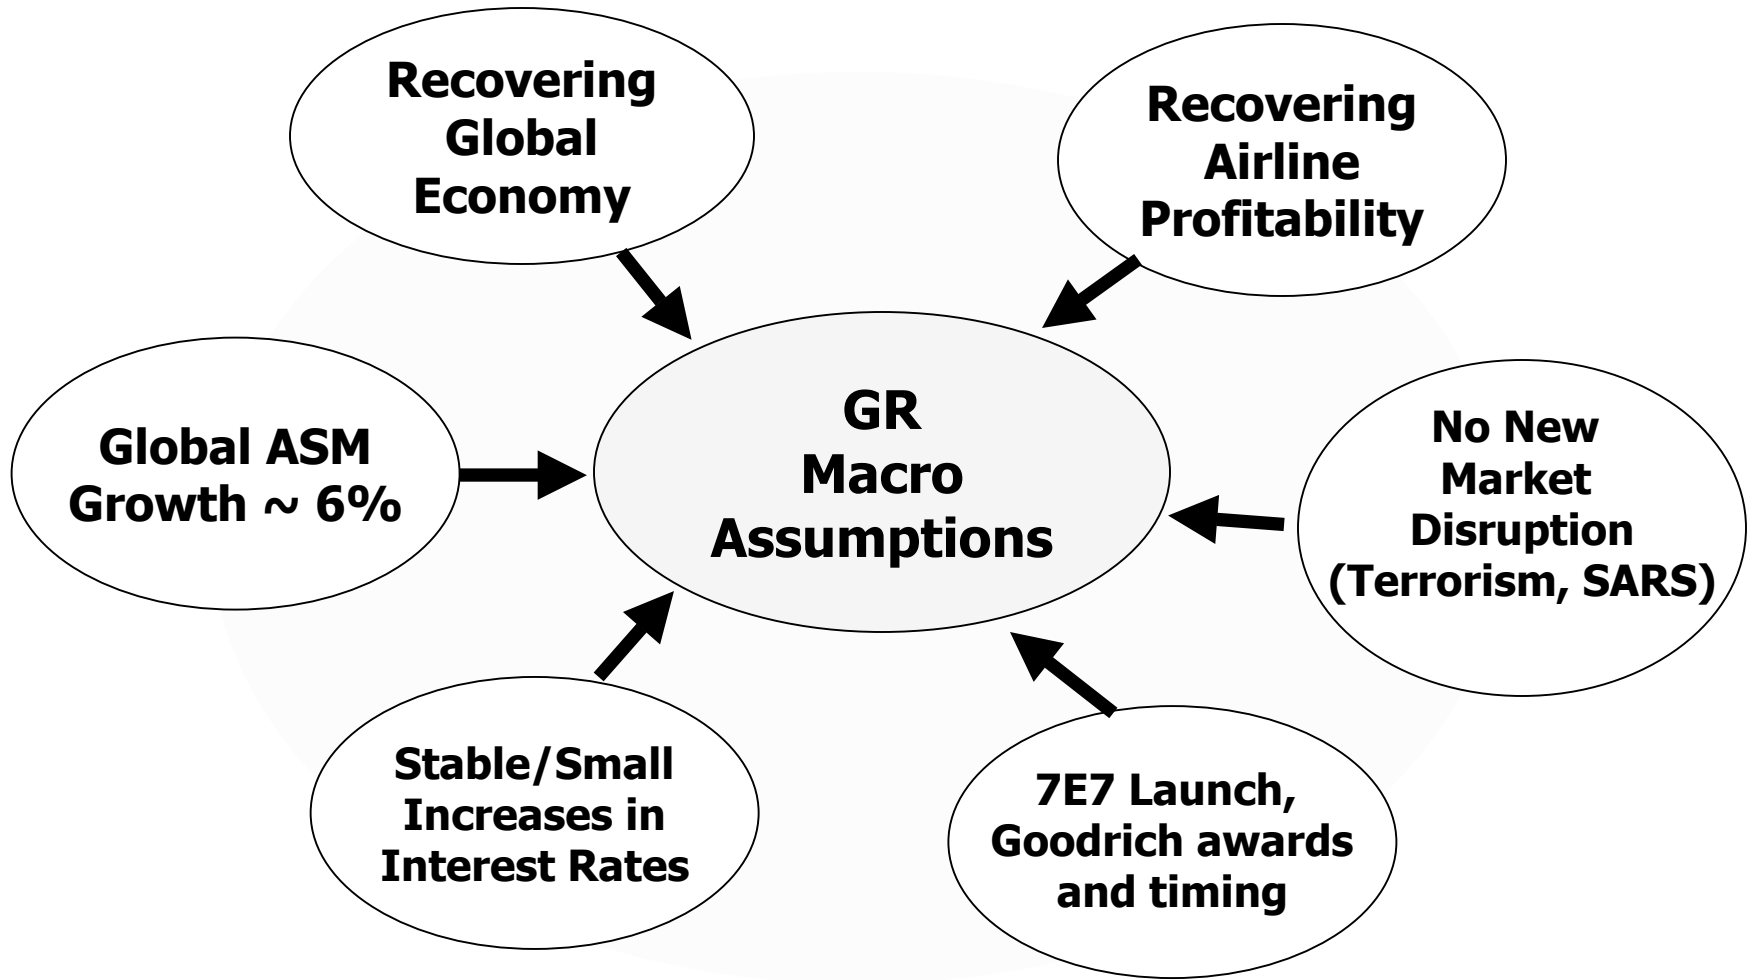 Recovering
Global
Economy
Recovering
Airline
Profitability
Global ASM
Growth ~ 6%
GR
Macro
Assumptions
No New
Market
Disruption
(Terrorism, SARS)
Stable/Small
Increases in
Interest Rates
7E7 Launch,
Goodrich awards
and timing